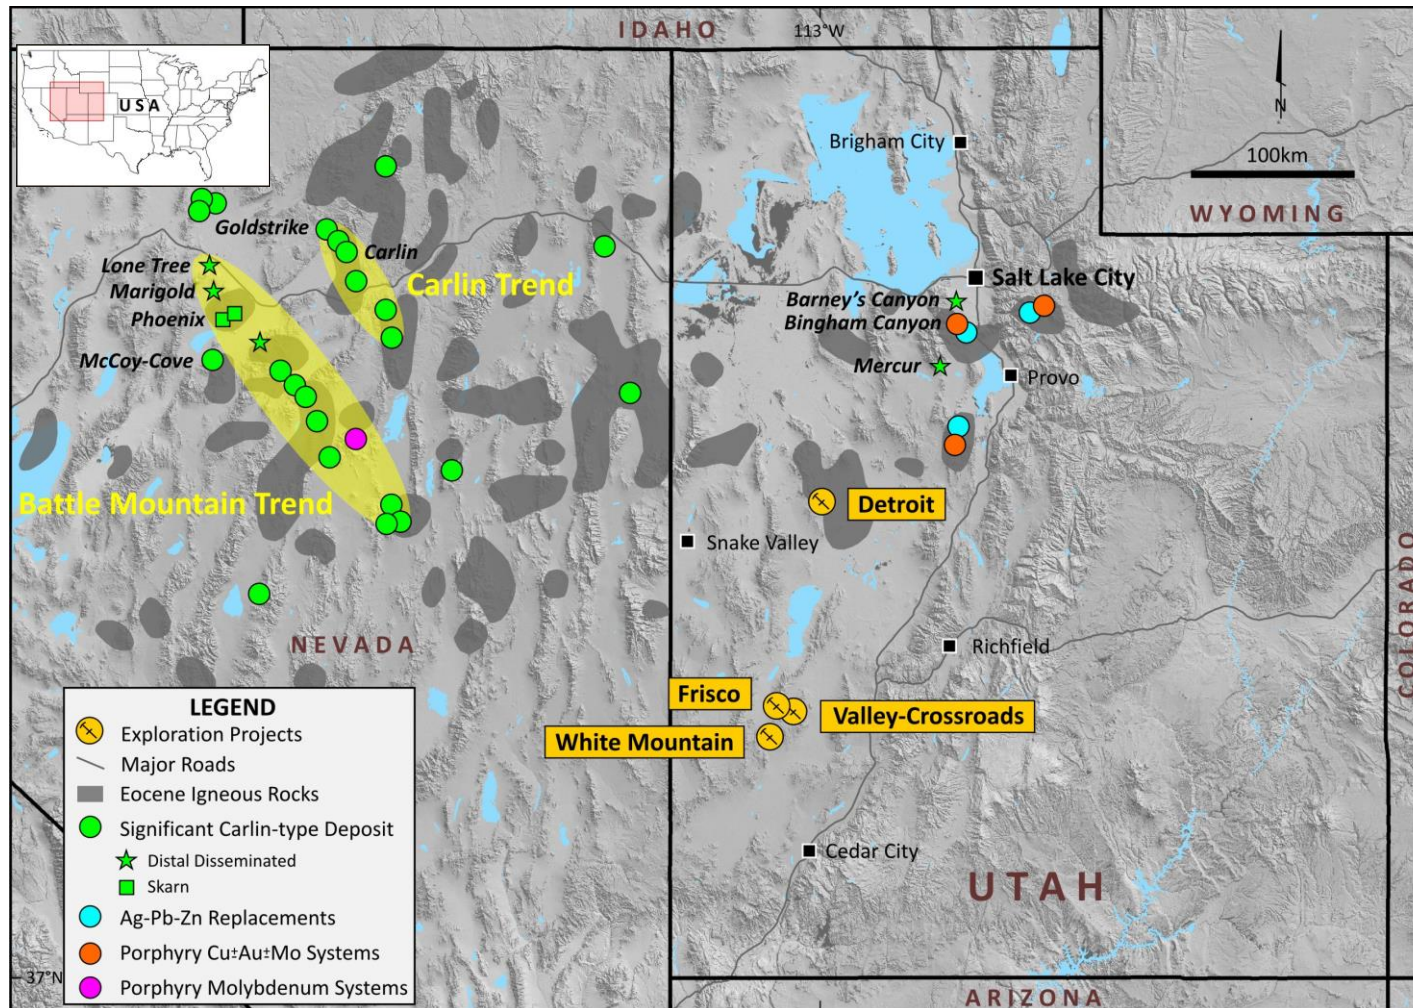 IDAHO
113°W
USA
N
100km
WYOMING
Brigham City
Goldstrike
Carlin
Lone Tree
Carlin Trend
Salt Lake City
Marigold
Barney's Canyon
Phoenix
Bingham Canyon
McCoy-Cove
Mercur
Provo
Battle Mountain Trend
Detroit
Snake Valley
COLORADO
NEVADA
Richfield
Frisco
Valley-Crossroads
White Mountain
LEGEND
Exploration Projects
Major Roads
Eocene Igneous Rocks
Significant Carlin-type Deposit
Distal Disseminated
Skarn
Ag-Pb-Zn Replacements
Porphyry Cu±Au±Mo Systems
Porphyry Molybdenum Systems
Cedar City
UTAH
37°N
ARIZONA